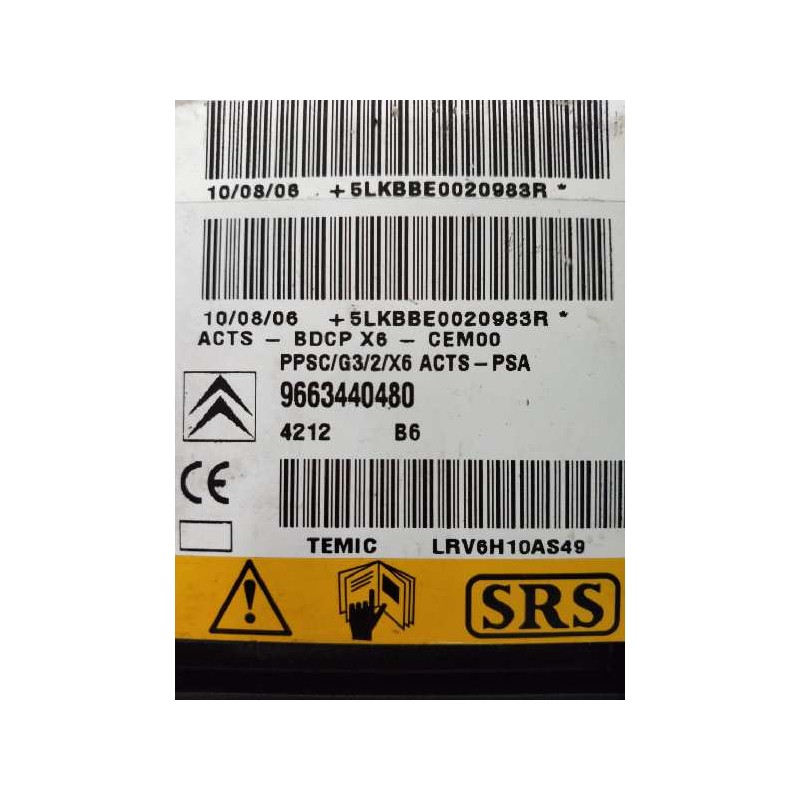 10/08/06 +5LKBBE0020983R *
10/08/06 +5LKBBE0020983R *
ACTS - BDCP X6 - CEM00
PPSC/G3/2/X6 ACTS-PSA
9663440480
4212 B6
CE
TEMIC LRV6H10AS49
SRS